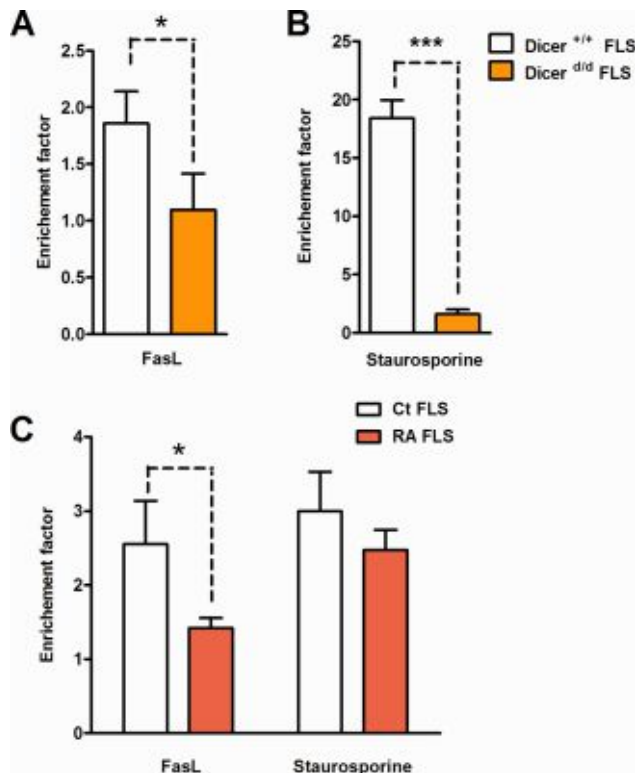 A
*
2.5
2.0
1.5
1.0
0.5
0.0
Enrichement factor
FasL
B
***
25
20
15
10
5
0
Enrichement factor
Staurosporine
Dicer +/+ FLS
Dicer d/d FLS
C
Ct FLS
RA FLS
*
4
3
2
1
0
Enrichement factor
FasL Staurosporine